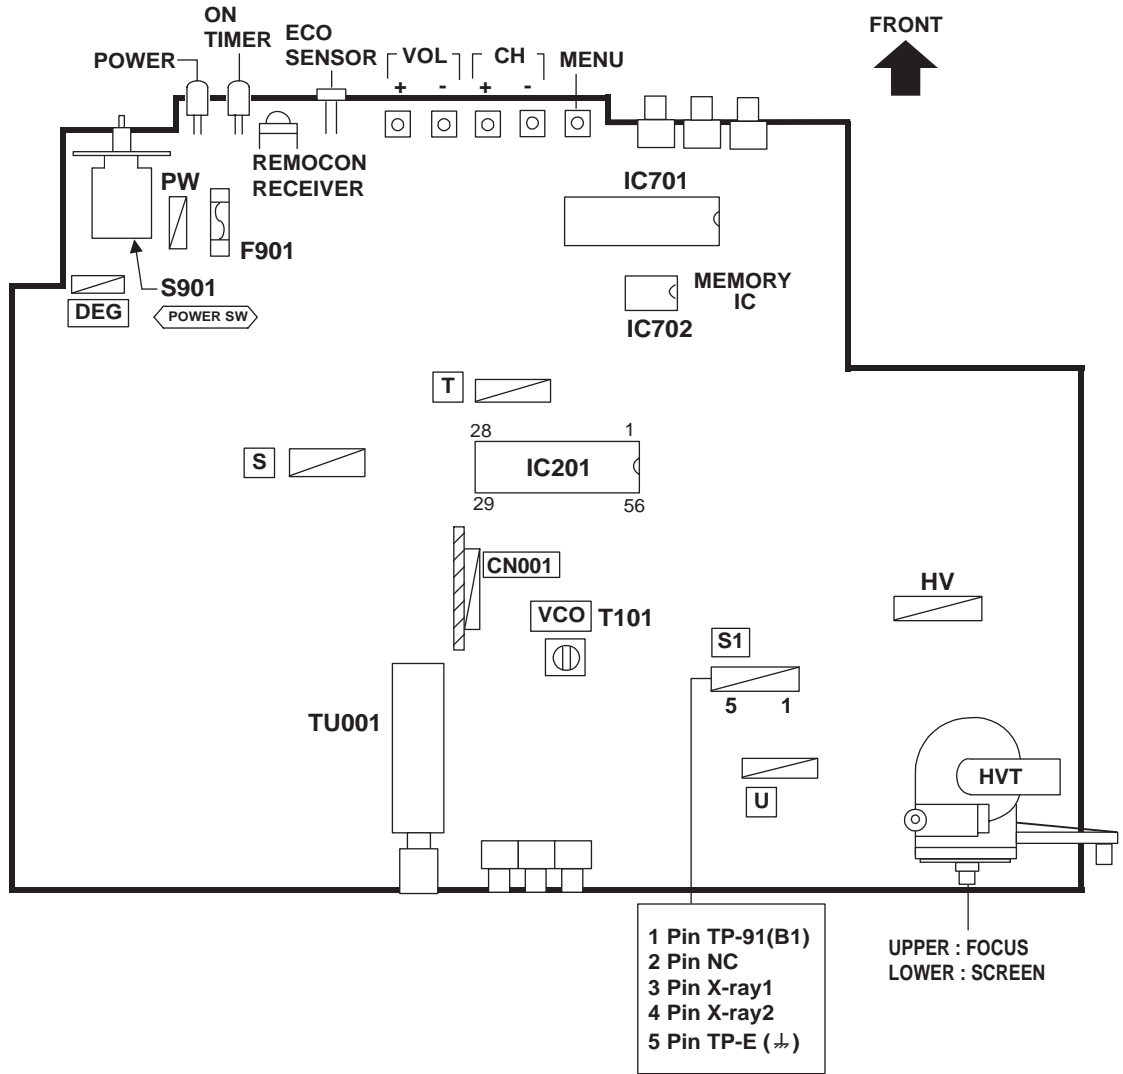 FRONT
ON
TIMER
ECO
SENSOR
POWER
VOL
CH
MENU
+ - + -
REMOCON
RECEIVER
PW
IC701
F901
S901
POWER SW
DEG
MEMORY
IC
IC702
T
28 1
S
IC201
29 56
CN001
VCO T101
HV
S1
5 1
TU001
HVT
U
1 Pin TP-91(B1)
2 Pin NC
3 Pin X-ray1
4 Pin X-ray2
5 Pin TP-E ( )
UPPER : FOCUS
LOWER : SCREEN